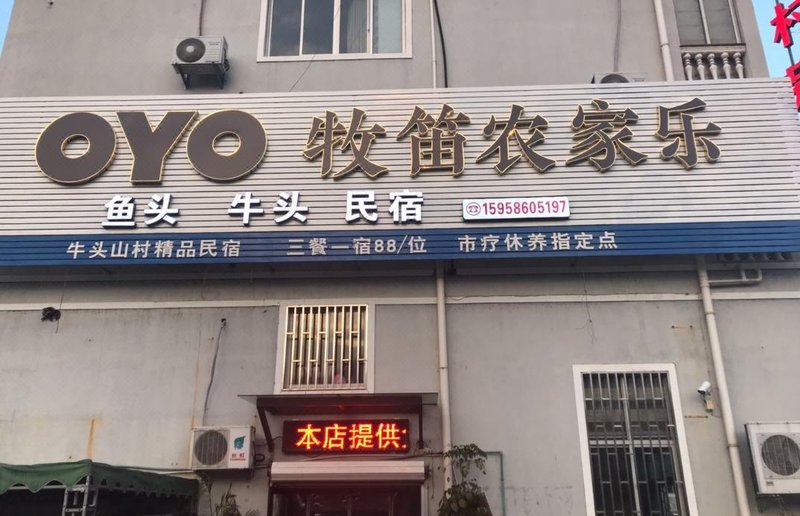 OYO 牧笛农家乐
鱼头 牛头 民宿 ☎15958605197
牛头山村精品民宿 三餐一宿88/位 市疗休养指定点
本店提供